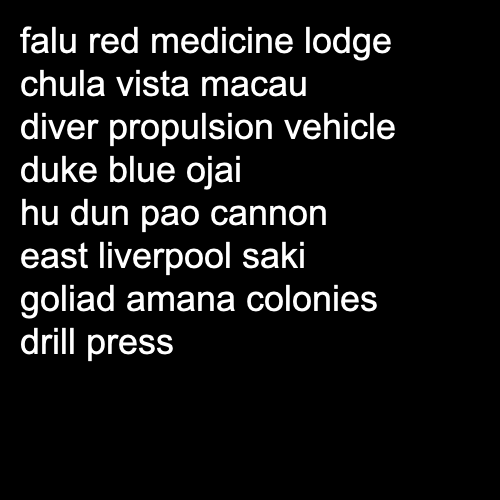 falu red medicine lodge
chula vista macau
diver propulsion vehicle
duke blue ojai
hu dun pao cannon
east liverpool saki
goliad amana colonies
drill press